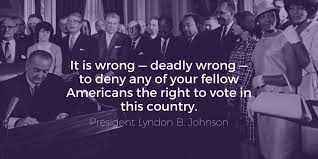 It is wrong — deadly wrong —
to deny any of your fellow
Americans the right to vote in
this country.
President Lyndon B. Johnson